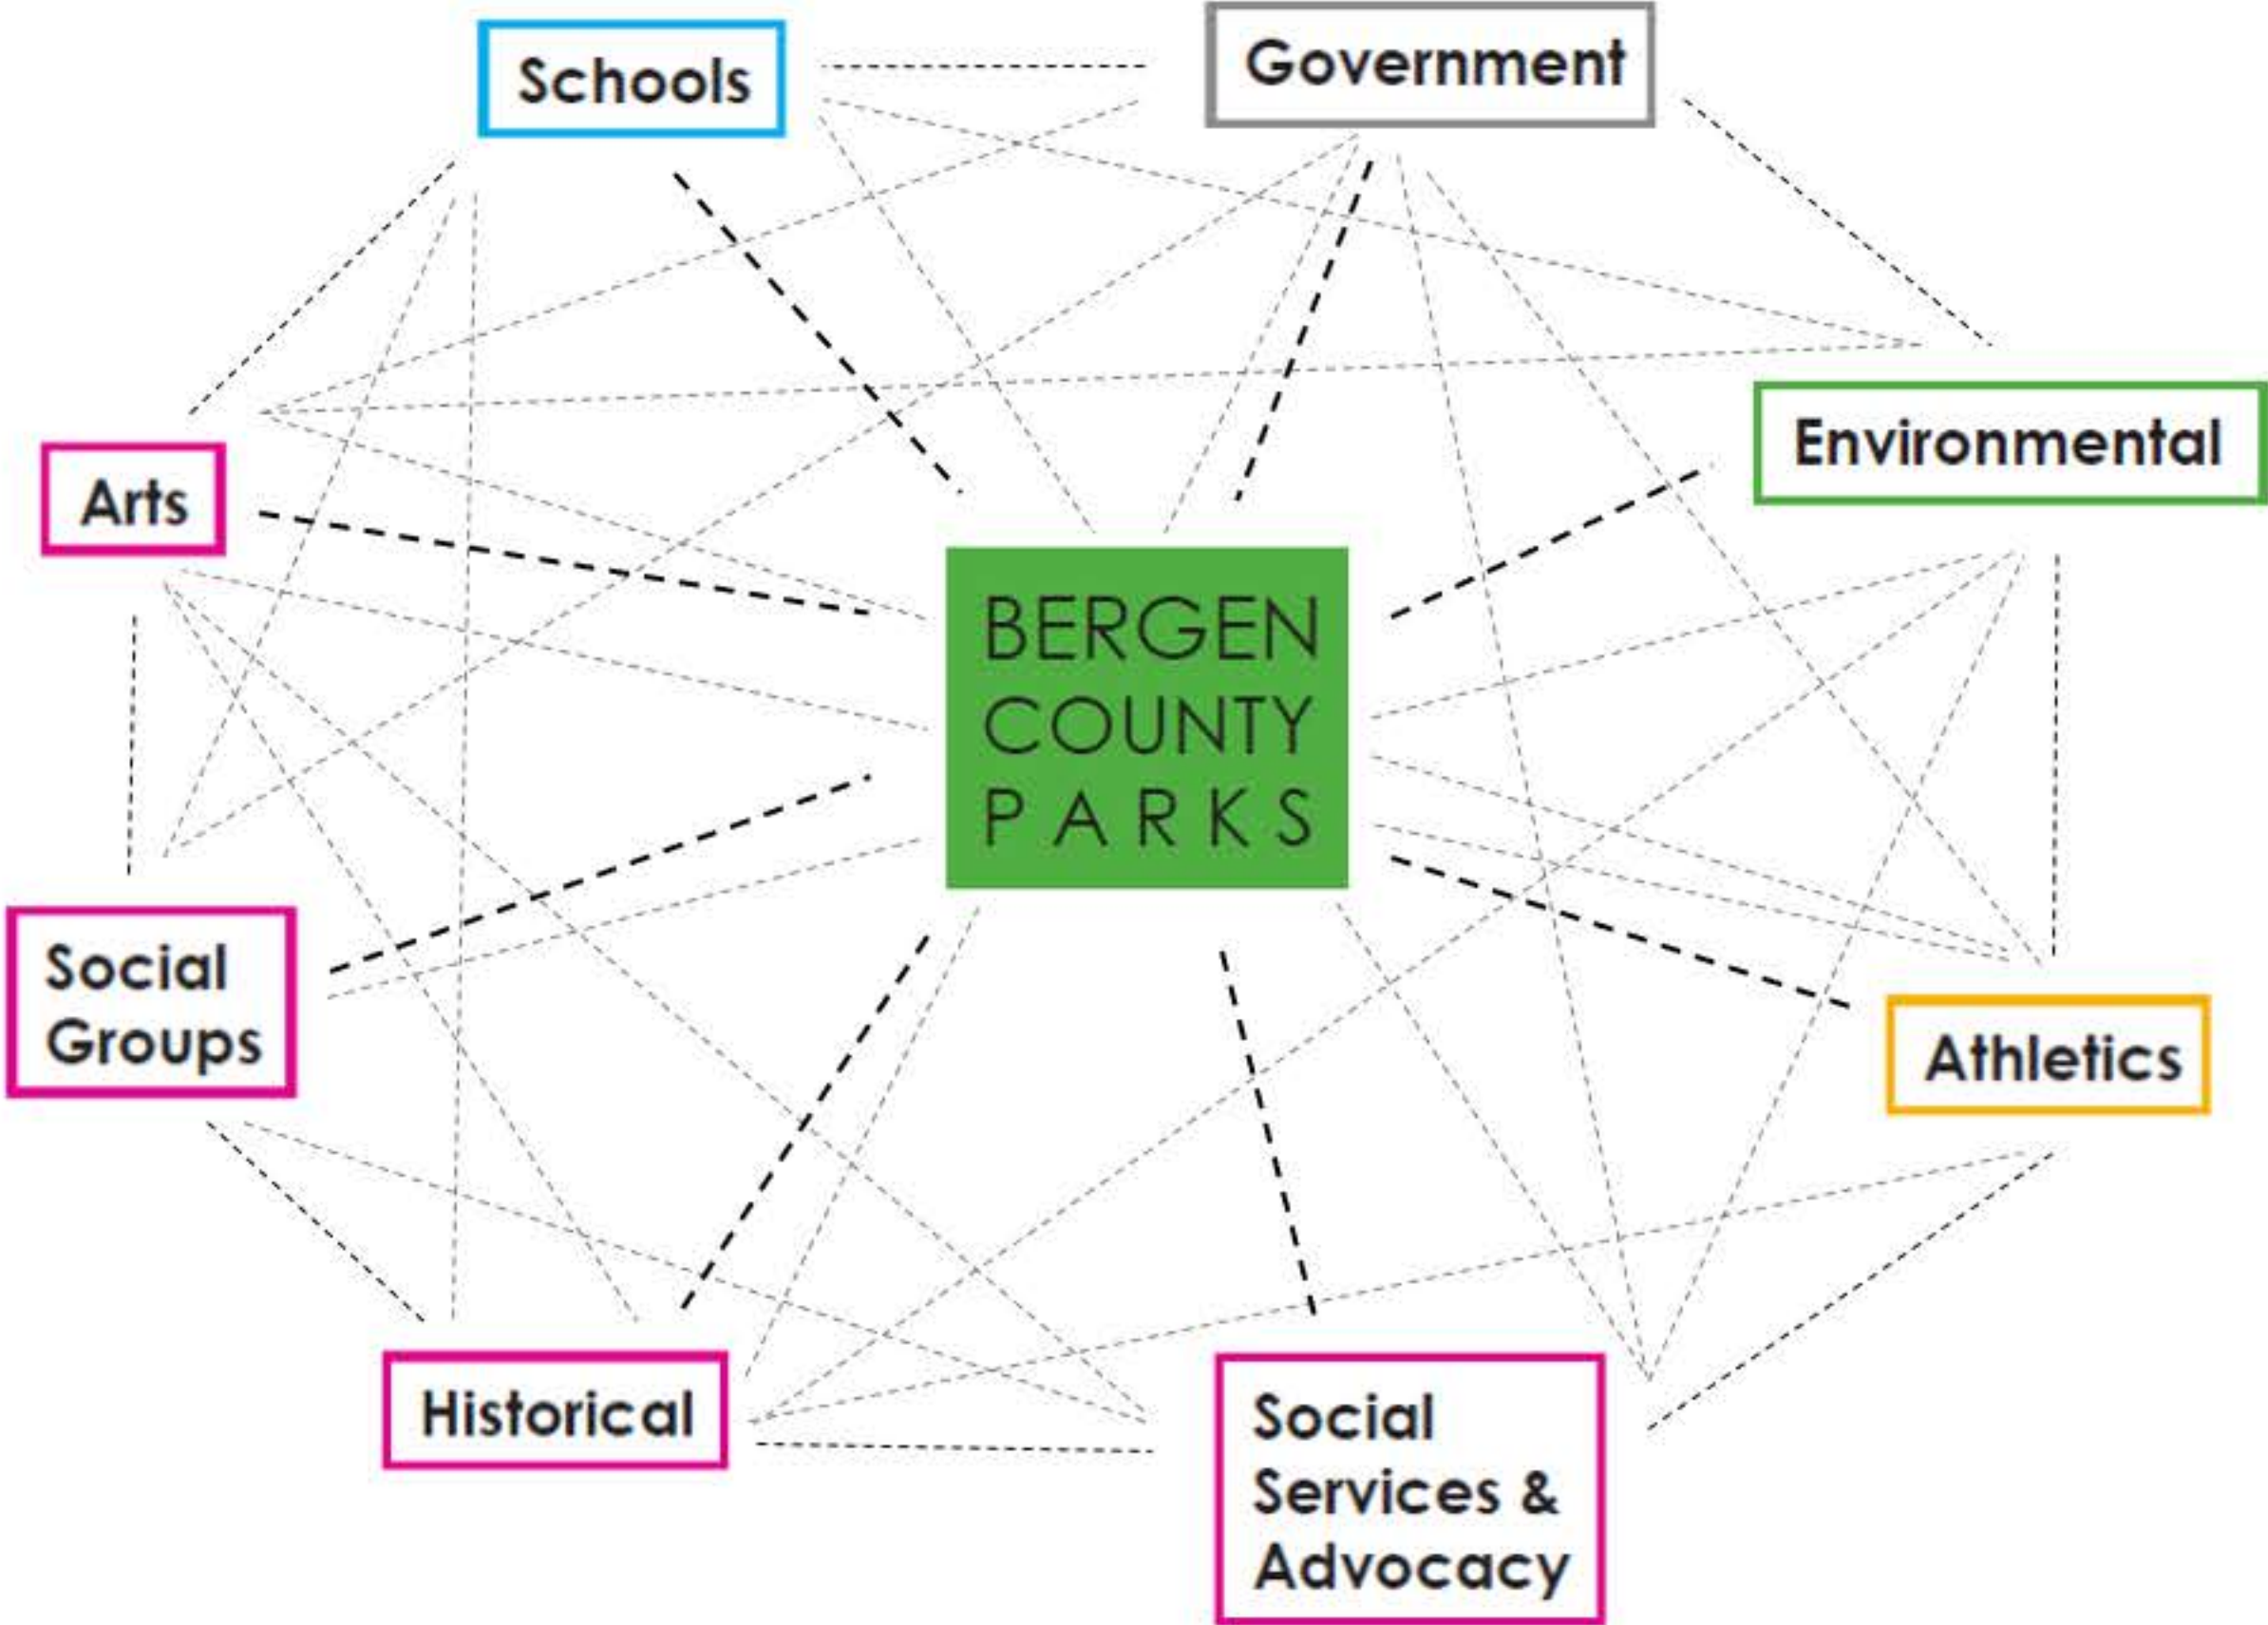 Schools
Government
Arts
Environmental
BERGEN
COUNTY
PARKS
Social
Groups
Athletics
Historical
Social
Services &
Advocacy